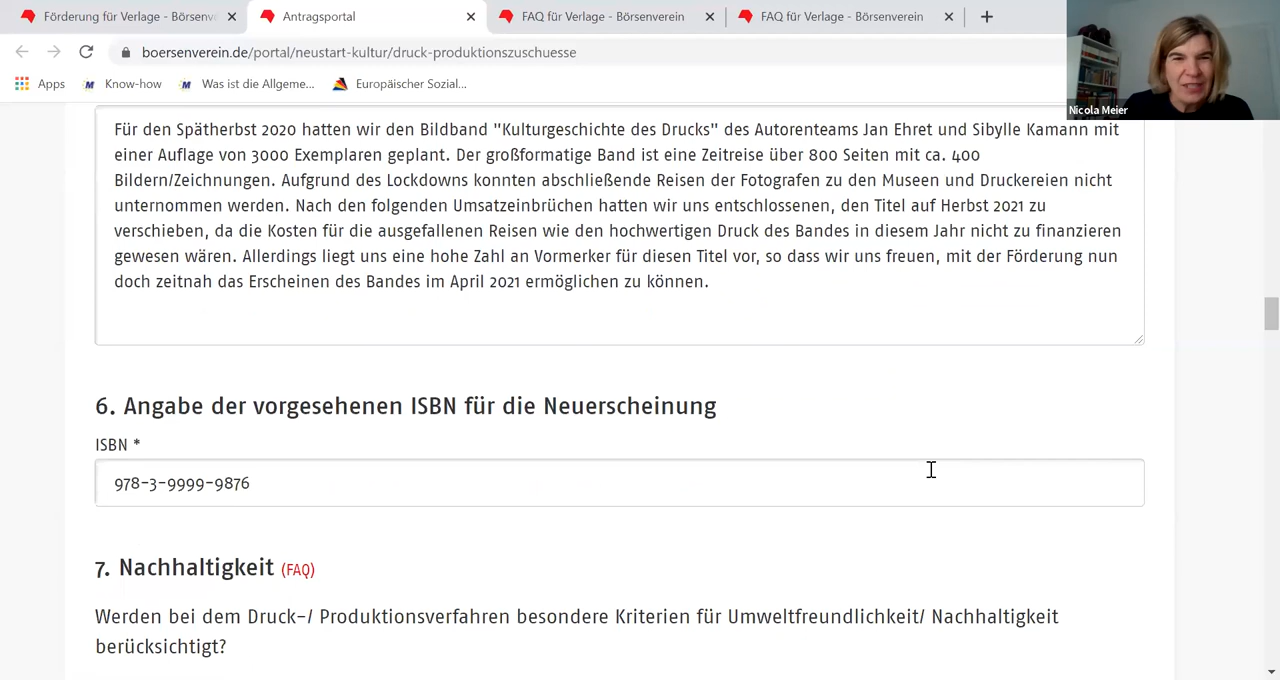 Förderung für Verlage - Börsenv
Antragsportal
FAQ für Verlage - Börsenverein
FAQ für Verlage - Börsenverein
boersenverein.de/portal/neustart-kultur/druck-produktionszuschuesse
Apps
Know-how
Was ist die Allgeme...
Europäischer Sozial...
Nicola Meier
Für den Spätherbst 2020 hatten wir den Bildband "Kulturgeschichte des Drucks" des Autorenteams Jan Ehret und Sibylle Kamann mit
einer Auflage von 3000 Exemplaren geplant. Der großformatige Band ist eine Zeitreise über 800 Seiten mit ca. 400
Bildern/Zeichnungen. Aufgrund des Lockdowns konnten abschließende Reisen der Fotografen zu den Museen und Druckereien nicht
unternommen werden. Nach den folgenden Umsatzeinbrüchen hatten wir uns entschlossenen, den Titel auf Herbst 2021 zu
verschieben, da die Kosten für die ausgefallenen Reisen wie den hochwertigen Druck des Bandes in diesem Jahr nicht zu finanzieren
gewesen wären. Allerdings liegt uns eine hohe Zahl an Vormerker für diesen Titel vor, so dass wir uns freuen, mit der Förderung nun
doch zeitnah das Erscheinen des Bandes im April 2021 ermöglichen zu können.
6. Angabe der vorgesehenen ISBN für die Neuerscheinung
ISBN *
978-3-9999-9876
7. Nachhaltigkeit (FAQ)
Werden bei dem Druck-/ Produktionsverfahren besondere Kriterien für Umweltfreundlichkeit/ Nachhaltigkeit
berücksichtigt?